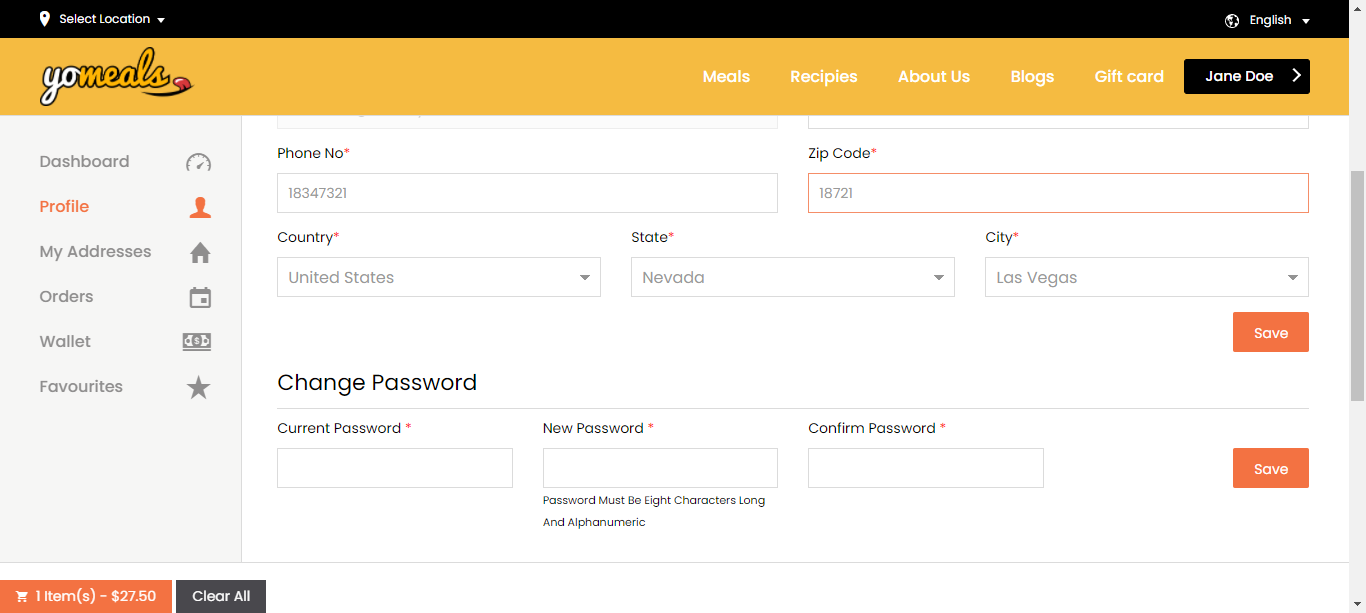 Select Location
English
yomeals
Meals
Recipies
About Us
Blogs
Gift card
Jane Doe
Dashboard
Profile
My Addresses
Orders
Wallet
Favourites
Phone No*
Zip Code*
18347321
18721
Country*
State*
City*
United States
Nevada
Las Vegas
Save
Change Password
Current Password *
New Password *
Confirm Password *
Save
Password Must Be Eight Characters Long
And Alphanumeric
1 Item(s) - $27.50
Clear All